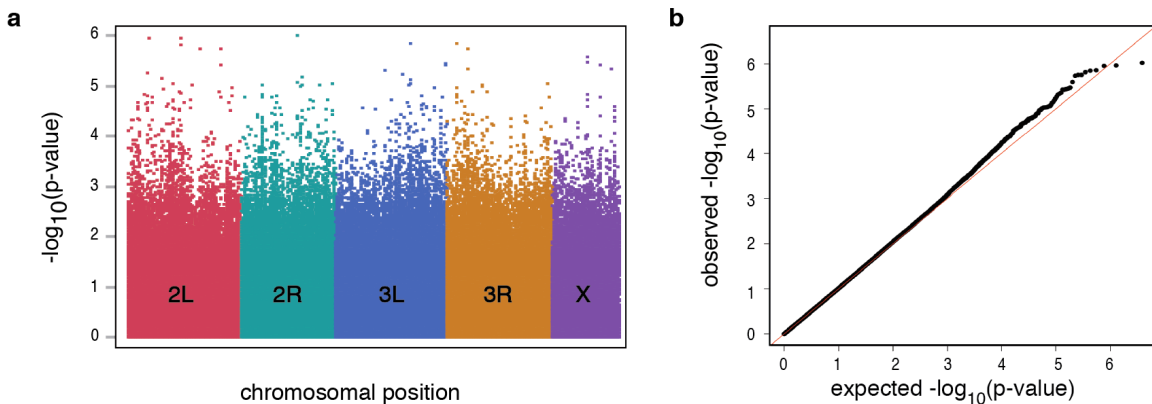 a
6
5
4
3
2
1
0
-log10(p-value)
2L 2R 3L 3R X
chromosomal position
b
6
5
4
3
2
1
0
observed -log10(p-value)
0 1 2 3 4 5 6
expected -log10(p-value)